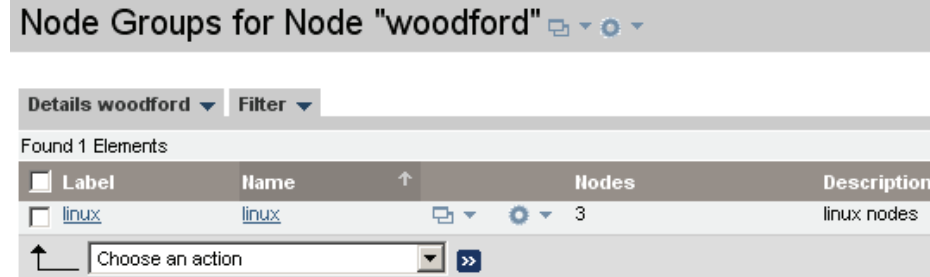 Node Groups for Node "woodford"
Details woodford Filter
Found 1 Elements
Label Name Nodes Description
linux linux 3 linux nodes
Choose an action